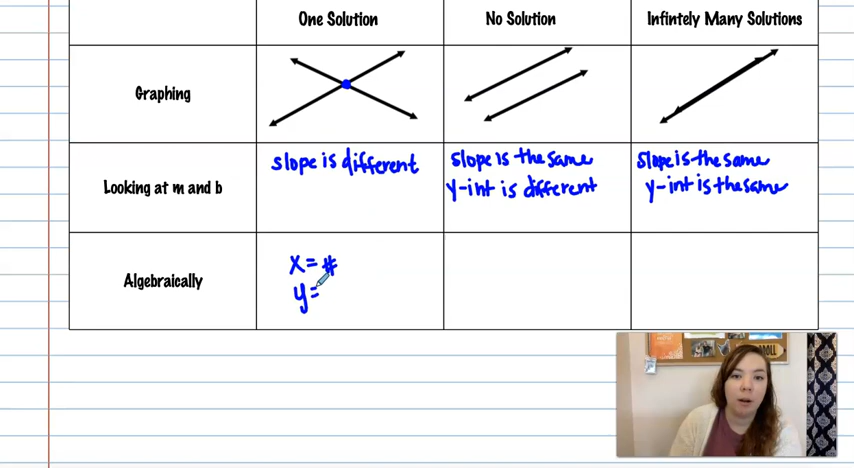 One Solution
No Solution
Infintely Many Solutions
Graphing
Looking at m and b
slope is different
slope is the same
y-int is different
slope is the same
y-int is the same
Algebraically
x = #
y =